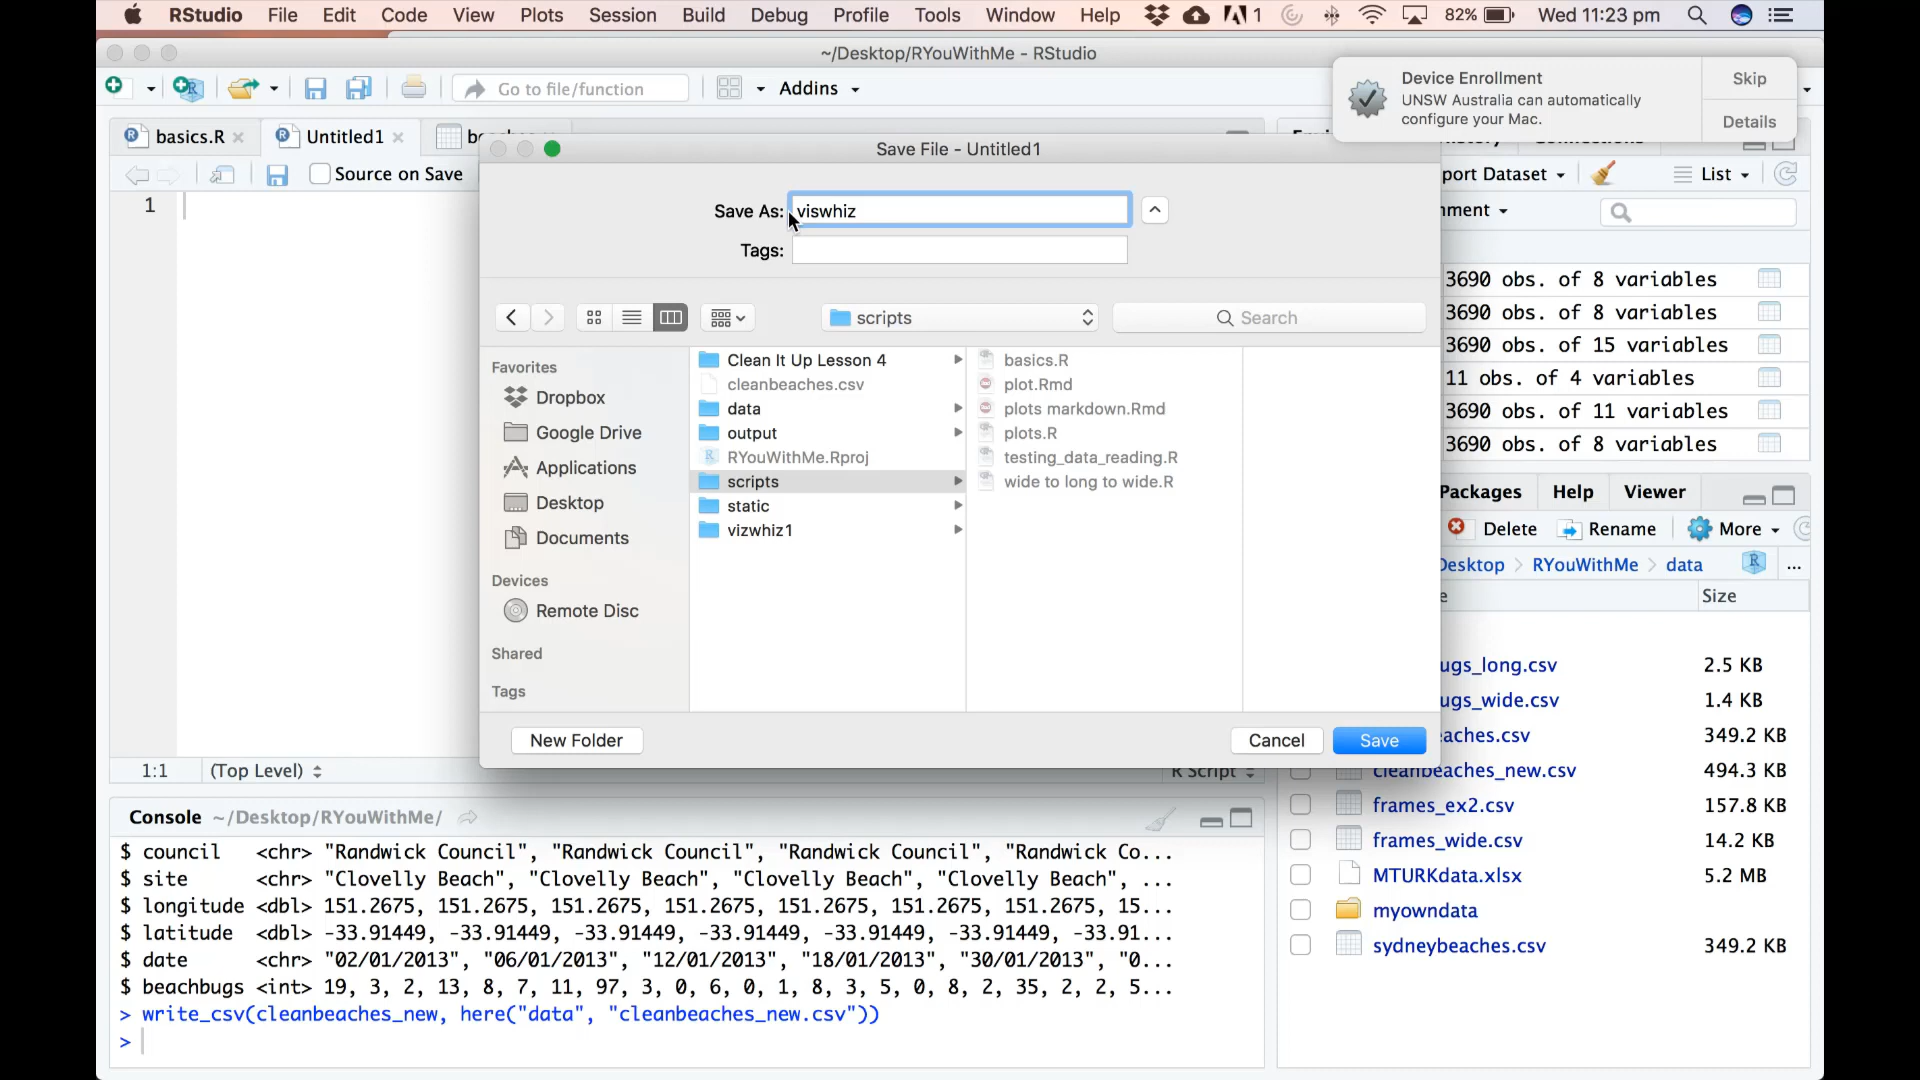 RStudio File Edit Code View Plots Session Build Debug Profile Tools Window Help 1 82% Wed 11:23 pm
~/Desktop/RYouWithMe - RStudio
Go to file/function Addins
Device Enrollment
UNSW Australia can automatically
configure your Mac.
Skip
Details
basics.R Untitled1
Source on Save
1
Save File - Untitled1
Save As: viswhiz
Tags:
scripts
Search
Favorites
Dropbox
Google Drive
Applications
Desktop
Documents
Devices
Remote Disc
Shared
Tags
Clean It Up Lesson 4
cleanbeaches.csv
data
output
RYouWithMe.Rproj
scripts
static
vizwhiz1
basics.R
plot.Rmd
plots markdown.Rmd
plots.R
testing_data_reading.R
wide to long to wide.R
New Folder Cancel Save
port Dataset List
nment
3690 obs. of 8 variables
3690 obs. of 8 variables
3690 obs. of 15 variables
11 obs. of 4 variables
3690 obs. of 11 variables
3690 obs. of 8 variables
Packages Help Viewer
Delete Rename More
Desktop RYouWithMe data ...
e Size
ugs_long.csv 2.5 KB
ugs_wide.csv 1.4 KB
eaches.csv 349.2 KB
cleanbeaches_new.csv 494.3 KB
frames_ex2.csv 157.8 KB
frames_wide.csv 14.2 KB
MTURKdata.xlsx 5.2 MB
myowndata
sydneybeaches.csv 349.2 KB
1:1 (Top Level) R Script
Console ~/Desktop/RYouWithMe/
$ council <chr> "Randwick Council", "Randwick Council", "Randwick Council", "Randwick Co...
$ site <chr> "Clovelly Beach", "Clovelly Beach", "Clovelly Beach", "Clovelly Beach", ...
$ longitude <dbl> 151.2675, 151.2675, 151.2675, 151.2675, 151.2675, 151.2675, 151.2675, 15...
$ latitude <dbl> -33.91449, -33.91449, -33.91449, -33.91449, -33.91449, -33.91449, -33.91...
$ date <chr> "02/01/2013", "06/01/2013", "12/01/2013", "18/01/2013", "30/01/2013", "0...
$ beachbugs <int> 19, 3, 2, 13, 8, 7, 11, 97, 3, 0, 6, 0, 1, 8, 3, 5, 0, 8, 2, 35, 2, 2, 5...
> write_csv(cleanbeaches_new, here("data", "cleanbeaches_new.csv"))
>